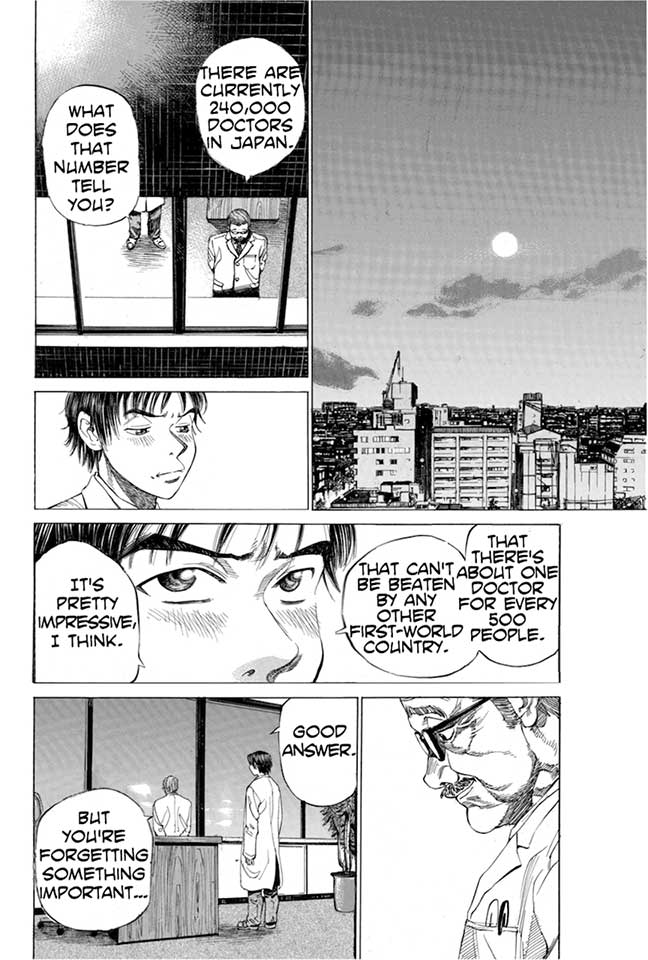 THERE ARE
CURRENTLY
240,000
DOCTORS
IN JAPAN.
WHAT
DOES
THAT
NUMBER
TELL
YOU?
THAT
THERE'S
ABOUT ONE
DOCTOR
FOR EVERY
500
PEOPLE.
THAT CAN'T
BE BEATEN
BY ANY
OTHER
FIRST-WORLD
COUNTRY.
IT'S
PRETTY
IMPRESSIVE,
I THINK.
GOOD
ANSWER.
BUT
YOU'RE
FORGETTING
SOMETHING
IMPORTANT...